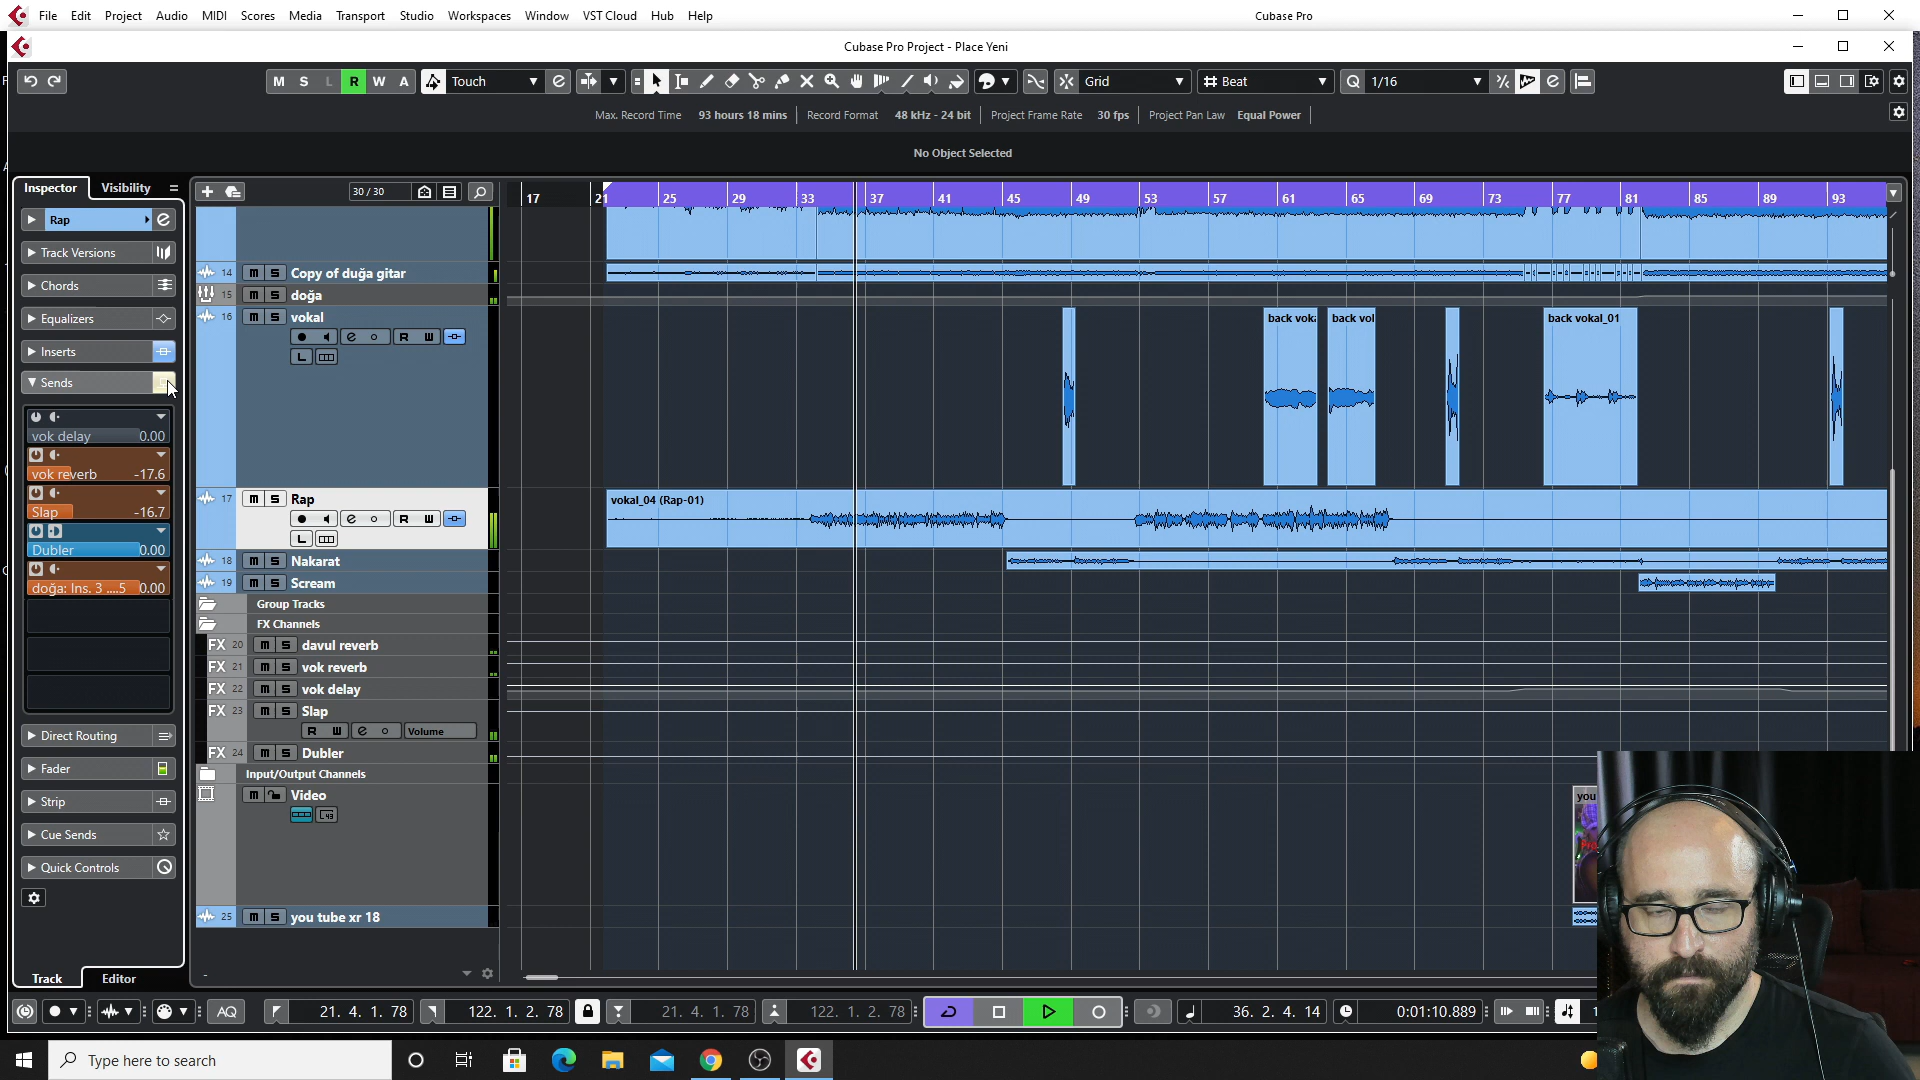 File Edit Project Audio MIDI Scores Media Transport Studio Workspaces Window VST Cloud Hub Help
Cubase Pro
Cubase Pro Project - Place Yeni
M S L R W A Touch Grid Beat Q 1/16
Max. Record Time 93 hours 18 mins Record Format 48 kHz - 24 bit Project Frame Rate 30 fps Project Pan Law Equal Power
No Object Selected
Inspector Visibility
30 / 30
17 21 25 29 33 37 41 45 49 53 57 61 65 69 73 77 81 85 89 93
Rap
Track Versions
Chords
Equalizers
Inserts
Sends
vok delay 0.00
vok reverb -17.6
Slap -16.7
Dubler 0.00
doğa: Ins. 3 ....5 0.00
Direct Routing
Fader
Strip
Cue Sends
Quick Controls
Track Editor
14 m S Copy of duğa gitar
15 m S doğa
16 m S vokal
R W
L
back voka
back vol
back vokal_01
17 m S Rap
R W
L
vokal_04 (Rap-01)
18 m S Nakarat
19 m S Scream
Group Tracks
FX Channels
FX 20 m S davul reverb
FX 21 m S vok reverb
FX 22 m S vok delay
FX 23 m S Slap
R W Volume
FX 24 m S Dubler
Input/Output Channels
m Video
you
25 m S you tube xr 18
AQ 21. 4. 1. 78 122. 1. 2. 78 21. 4. 1. 78 122. 1. 2. 78 36. 2. 4. 14 0:01:10.889
Type here to search